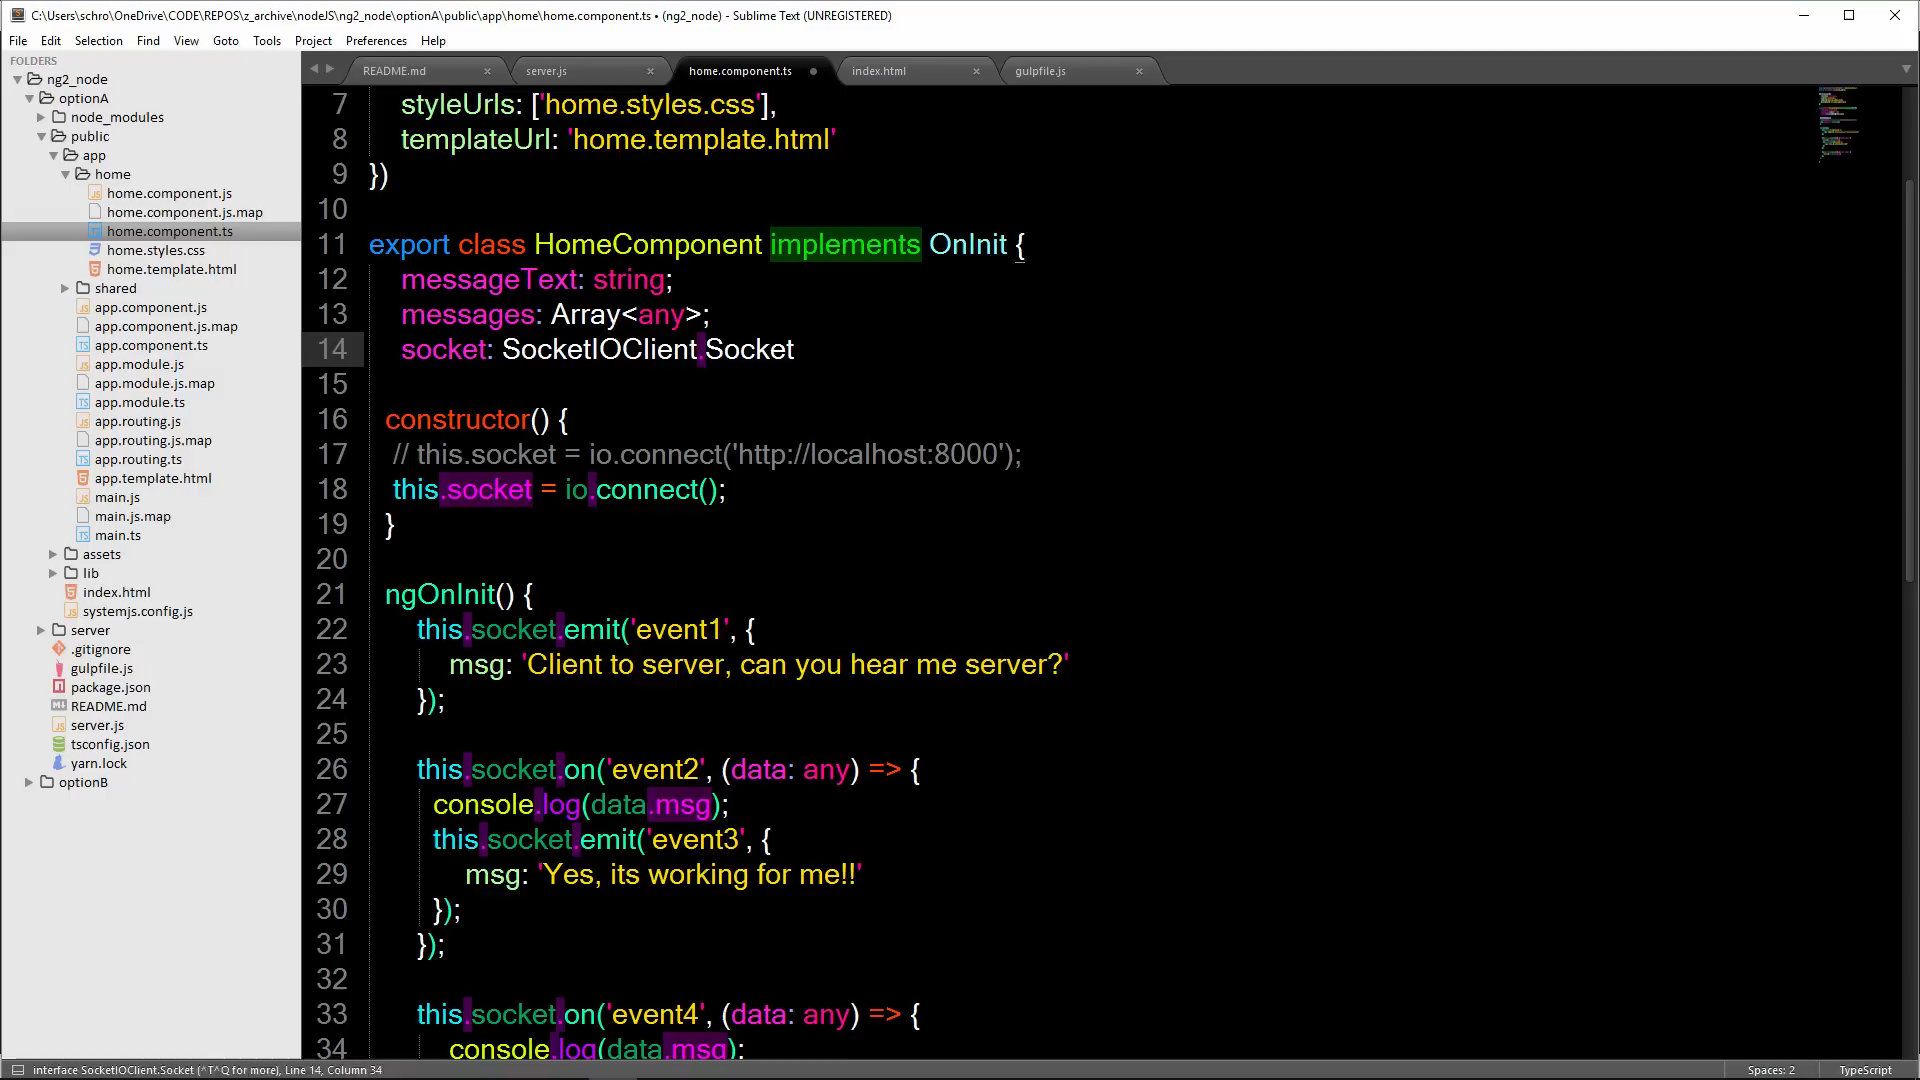 C:\Users\schro\OneDrive\CODE\REPOS\z_archive\nodeJS\ng2_node\optionA\public\app\home\home.component.ts • (ng2_node) - Sublime Text (UNREGISTERED)
File Edit Selection Find View Goto Tools Project Preferences Help
FOLDERS
ng2_node
optionA
node_modules
public
app
home
home.component.js
home.component.js.map
home.component.ts
home.styles.css
home.template.html
shared
app.component.js
app.component.js.map
app.component.ts
app.module.js
app.module.js.map
app.module.ts
app.routing.js
app.routing.js.map
app.routing.ts
app.template.html
main.js
main.js.map
main.ts
assets
lib
index.html
systemjs.config.js
server
.gitignore
gulpfile.js
package.json
README.md
server.js
tsconfig.json
yarn.lock
optionB
README.md server.js home.component.ts index.html gulpfile.js
7 styleUrls: ['home.styles.css'],
8 templateUrl: 'home.template.html'
9 })
10
11 export class HomeComponent implements OnInit {
12 messageText: string;
13 messages: Array<any>;
14 socket: SocketIOClient.Socket
15
16 constructor() {
17 // this.socket = io.connect('http://localhost:8000');
18 this.socket = io.connect();
19 }
20
21 ngOnInit() {
22 this.socket.emit('event1', {
23 msg: 'Client to server, can you hear me server?'
24 });
25
26 this.socket.on('event2', (data: any) => {
27 console.log(data.msg);
28 this.socket.emit('event3', {
29 msg: 'Yes, its working for me!!'
30 });
31 });
32
33 this.socket.on('event4', (data: any) => {
34 console.log(data.msg);
interface SocketIOClient.Socket (^T^Q for more), Line 14, Column 34
Spaces: 2 TypeScript